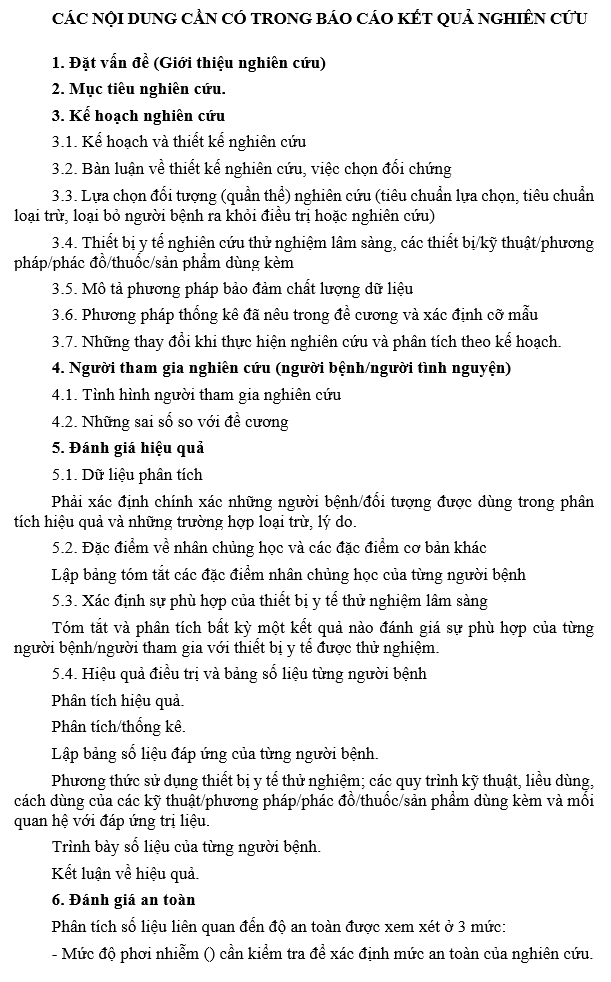 CÁC NỘI DUNG CẦN CÓ TRONG BÁO CÁO KẾT QUẢ NGHIÊN CỨU
1. Đặt vấn đề (Giới thiệu nghiên cứu)
2. Mục tiêu nghiên cứu.
3. Kế hoạch nghiên cứu
3.1. Kế hoạch và thiết kế nghiên cứu
3.2. Bàn luận về thiết kế nghiên cứu, việc chọn đối chứng
3.3. Lựa chọn đối tượng (quần thể) nghiên cứu (tiêu chuẩn lựa chọn, tiêu chuẩn
loại trừ, loại bỏ người bệnh ra khỏi điều trị hoặc nghiên cứu)
3.4. Thiết bị y tế nghiên cứu thử nghiệm lâm sàng, các thiết bị/kỹ thuật/phương
pháp/phác đồ/thuốc/sản phẩm dùng kèm
3.5. Mô tả phương pháp bảo đảm chất lượng dữ liệu
3.6. Phương pháp thống kê đã nêu trong đề cương và xác định cỡ mẫu
3.7. Những thay đổi khi thực hiện nghiên cứu và phân tích theo kế hoạch.
4. Người tham gia nghiên cứu (người bệnh/người tình nguyện)
4.1. Tình hình người tham gia nghiên cứu
4.2. Những sai số so với đề cương
5. Đánh giá hiệu quả
5.1. Dữ liệu phân tích
Phải xác định chính xác những người bệnh/đối tượng được dùng trong phân
tích hiệu quả và những trường hợp loại trừ, lý do.
5.2. Đặc điểm về nhân chủng học và các đặc điểm cơ bản khác
Lập bảng tóm tắt các đặc điểm nhân chủng học của từng người bệnh
5.3. Xác định sự phù hợp của thiết bị y tế thử nghiệm lâm sàng
Tóm tắt và phân tích bất kỳ một kết quả nào đánh giá sự phù hợp của từng
người bệnh/người tham gia với thiết bị y tế được thử nghiệm.
5.4. Hiệu quả điều trị và bảng số liệu từng người bệnh
Phân tích hiệu quả.
Phân tích/thống kê.
Lập bảng số liệu đáp ứng của từng người bệnh.
Phương thức sử dụng thiết bị y tế thử nghiệm; các quy trình kỹ thuật, liều dùng,
cách dùng của các kỹ thuật/phương pháp/phác đồ/thuốc/sản phẩm dùng kèm và mối
quan hệ với đáp ứng trị liệu.
Trình bày số liệu của từng người bệnh.
Kết luận về hiệu quả.
6. Đánh giá an toàn
Phân tích số liệu liên quan đến độ an toàn được xem xét ở 3 mức:
- Mức độ phơi nhiễm () cần kiểm tra để xác định mức an toàn của nghiên cứu.